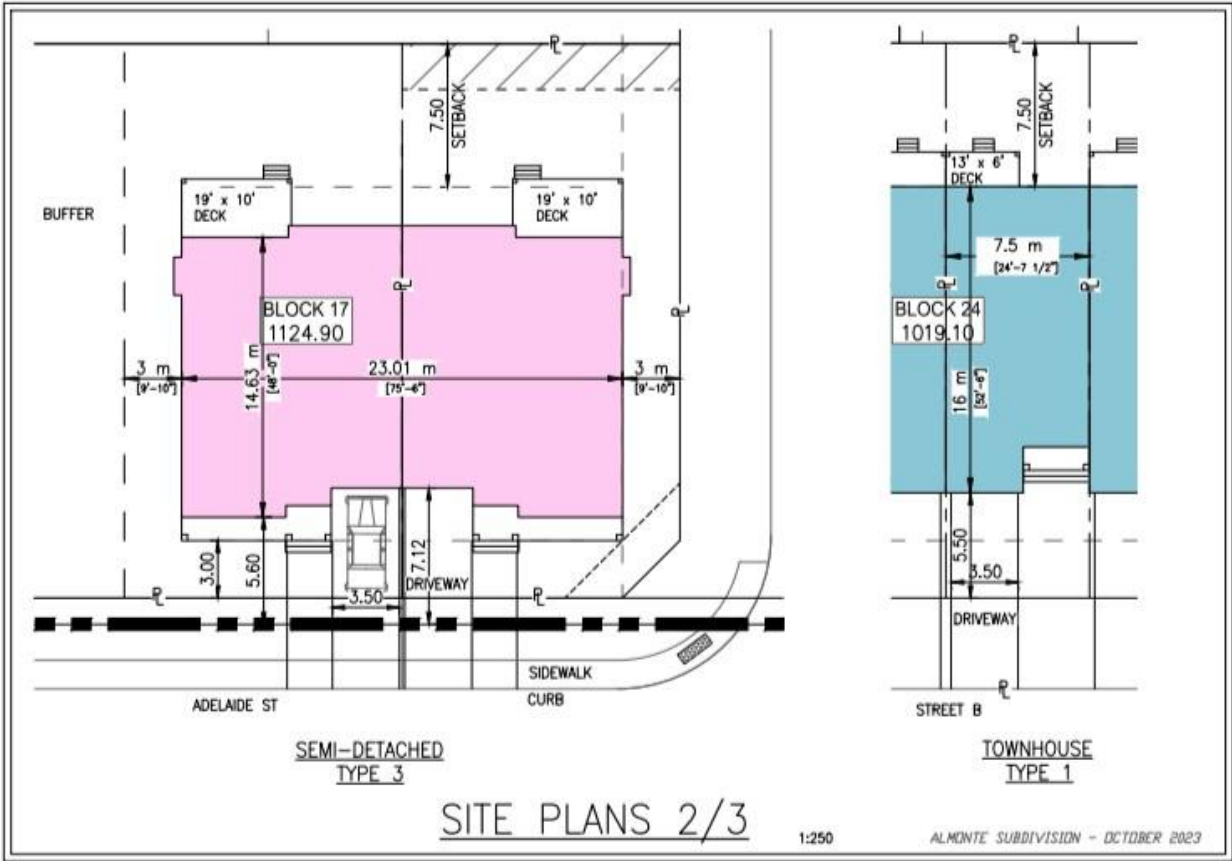 PL
7.50
SETBACK
19' x 10'
DECK
19' x 10'
DECK
BUFFER
PL
BLOCK 17
1124.90
PL
3 m
[9'-10"]
14.63 m
[48'-0"]
23.01 m
[75'-6"]
3 m
[9'-10"]
3.00
5.60
7.12
DRIVEWAY
3.50
PL
PL
SIDEWALK
CURB
ADELAIDE ST
SEMI-DETACHED
TYPE 3
PL
7.50
SETBACK
13' x 6'
DECK
7.5 m
[24'-7 1/2"]
PL
PL
BLOCK 24
1019.10
16 m
[52'-6"]
5.50
3.50
DRIVEWAY
PL
STREET B
TOWNHOUSE
TYPE 1
SITE PLANS 2/3
1:250
ALMONTE SUBDIVISION - OCTOBER 2023